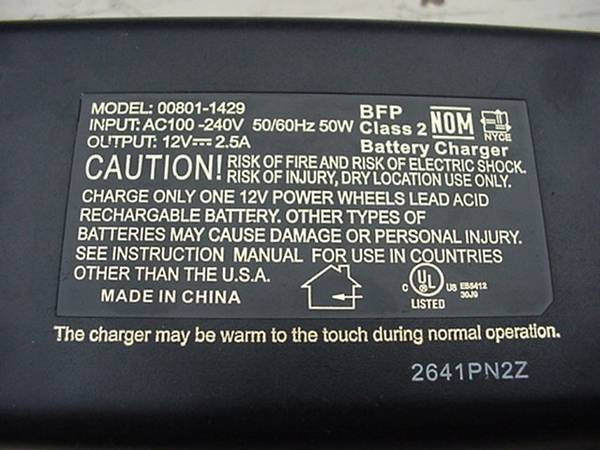 MODEL: 00801-1429
INPUT: AC100 -240V 50/60Hz 50W
OUTPUT: 12V⎓ 2.5A
BFP
Class 2
Battery Charger
NOM
NYCE
CAUTION! RISK OF FIRE AND RISK OF ELECTRIC SHOCK.
RISK OF INJURY, DRY LOCATION USE ONLY.
CHARGE ONLY ONE 12V POWER WHEELS LEAD ACID
RECHARGABLE BATTERY. OTHER TYPES OF
BATTERIES MAY CAUSE DAMAGE OR PERSONAL INJURY.
SEE INSTRUCTION MANUAL FOR USE IN COUNTRIES
OTHER THAN THE U.S.A.
MADE IN CHINA
C UL US
LISTED
The charger may be warm to the touch during normal operation.
2641PN2Z